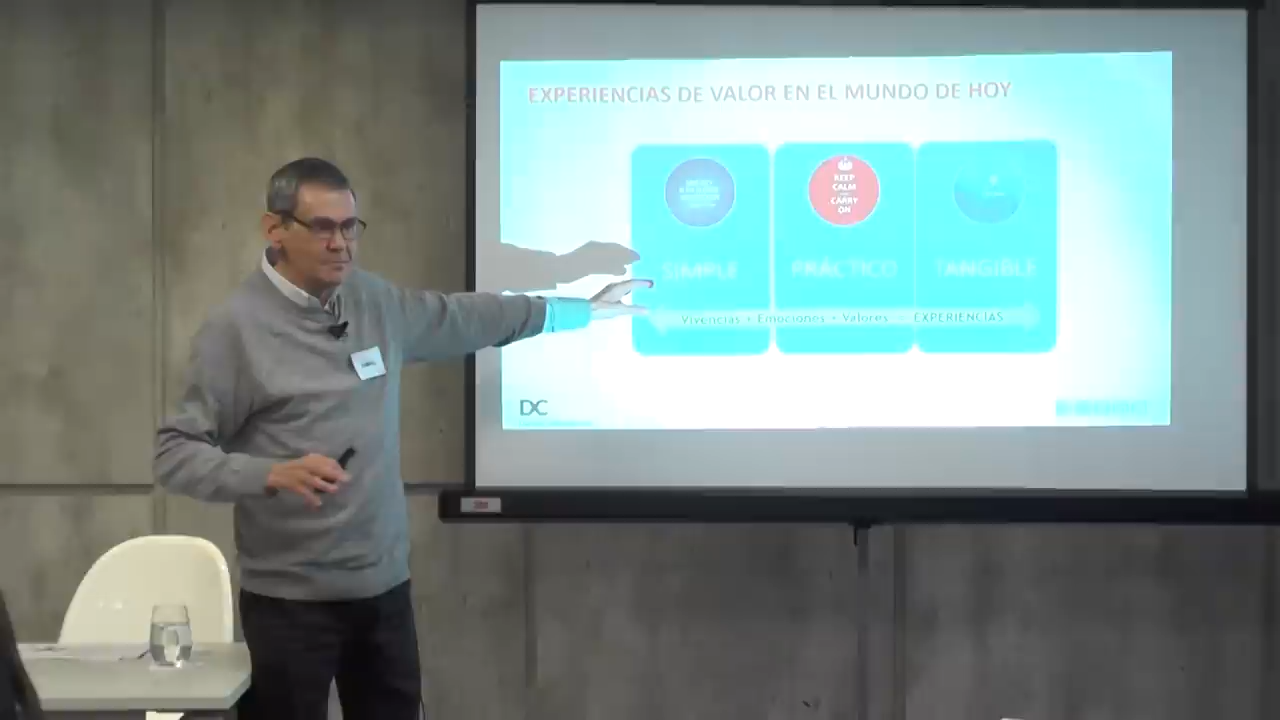 EXPERIENCIAS DE VALOR EN EL MUNDO DE HOY
KEEP
CALM
CARRY
ON
SIMPLE
PRÁCTICO
TANGIBLE
Vivencias + Emociones + Valores = EXPERIENCIAS
DC